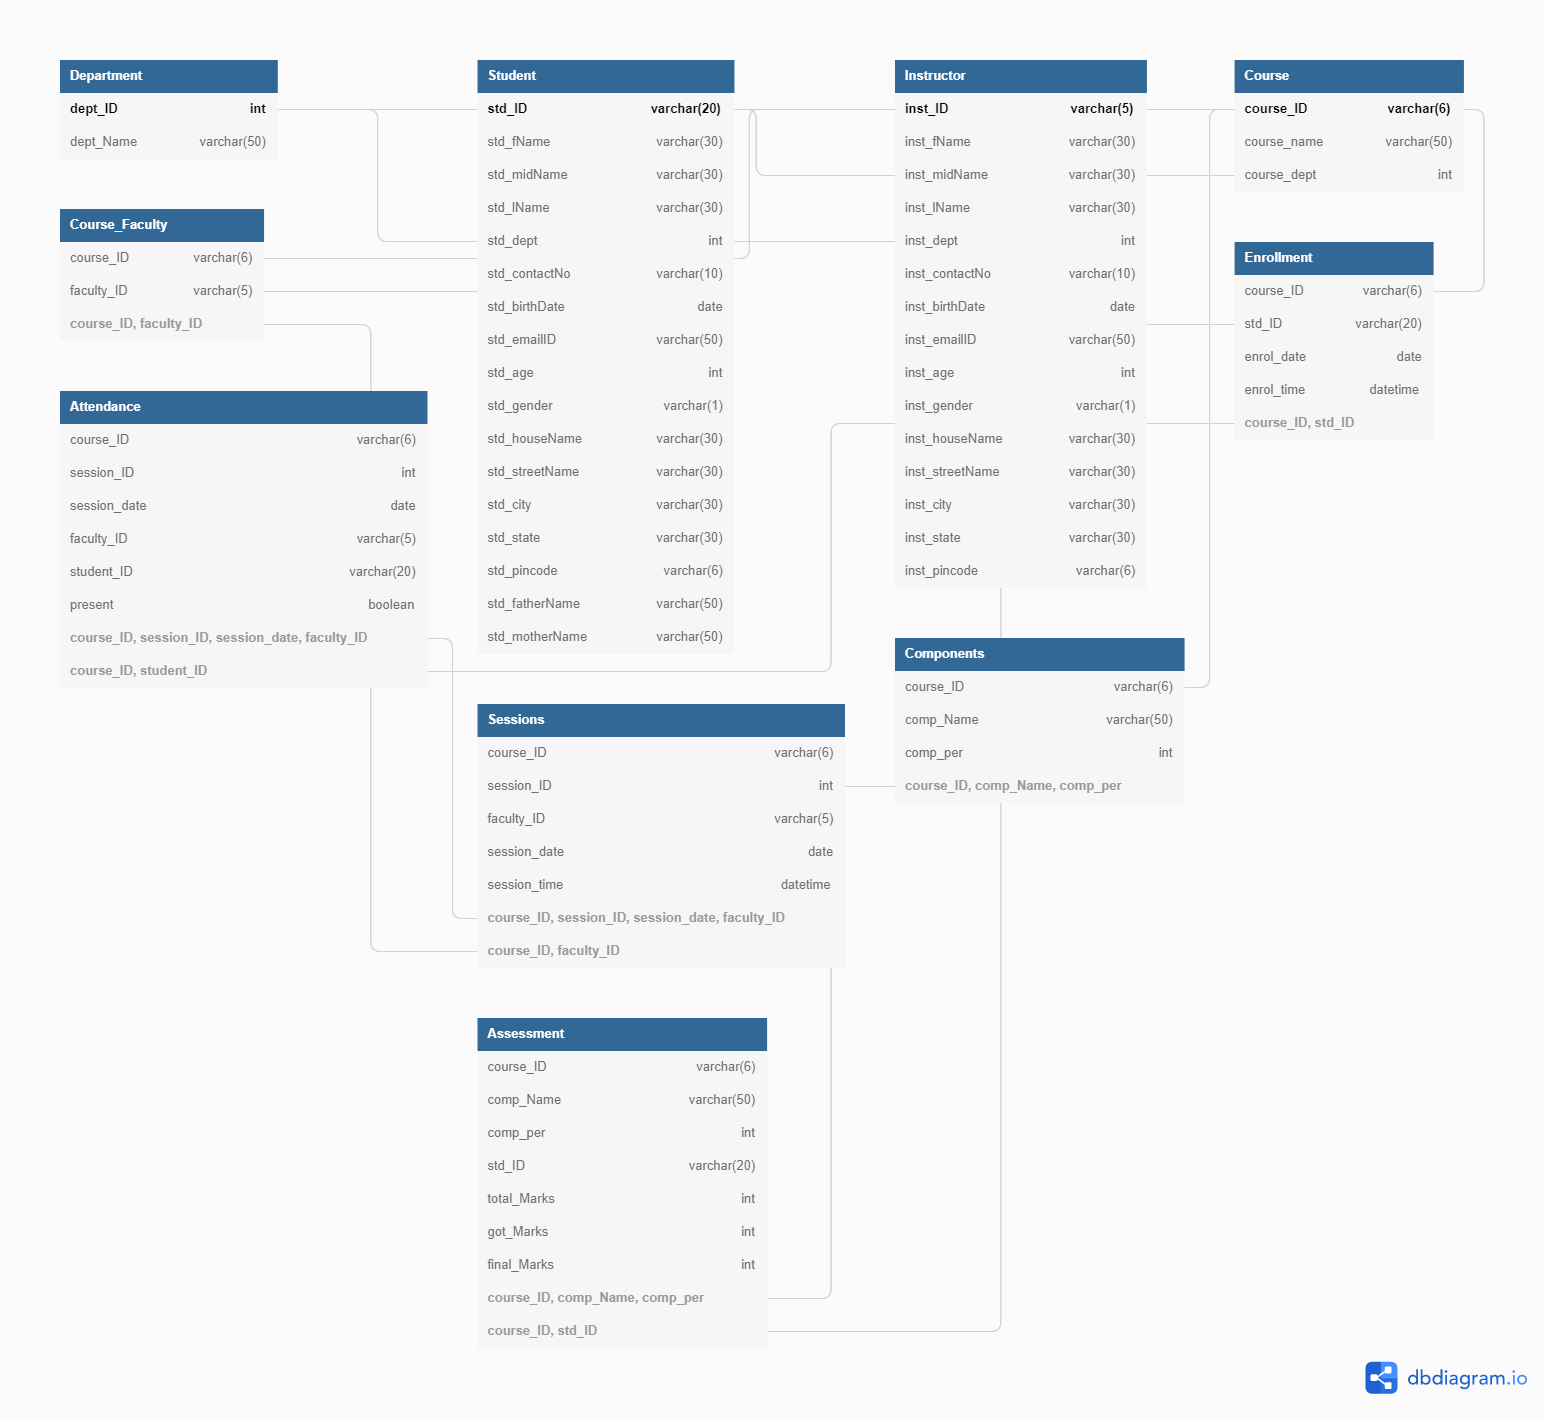 Department
dept_ID int
dept_Name varchar(50)
Student
std_ID varchar(20)
std_fName varchar(30)
std_midName varchar(30)
std_lName varchar(30)
std_dept int
std_contactNo varchar(10)
std_birthDate date
std_emailID varchar(50)
std_age int
std_gender varchar(1)
std_houseName varchar(30)
std_streetName varchar(30)
std_city varchar(30)
std_state varchar(30)
std_pincode varchar(6)
std_fatherName varchar(50)
std_motherName varchar(50)
Instructor
inst_ID varchar(5)
inst_fName varchar(30)
inst_midName varchar(30)
inst_lName varchar(30)
inst_dept int
inst_contactNo varchar(10)
inst_birthDate date
inst_emailID varchar(50)
inst_age int
inst_gender varchar(1)
inst_houseName varchar(30)
inst_streetName varchar(30)
inst_city varchar(30)
inst_state varchar(30)
inst_pincode varchar(6)
Course
course_ID varchar(6)
course_name varchar(50)
course_dept int
Course_Faculty
course_ID varchar(6)
faculty_ID varchar(5)
course_ID, faculty_ID
Enrollment
course_ID varchar(6)
std_ID varchar(20)
enrol_date date
enrol_time datetime
course_ID, std_ID
Attendance
course_ID varchar(6)
session_ID int
session_date date
faculty_ID varchar(5)
student_ID varchar(20)
present boolean
course_ID, session_ID, session_date, faculty_ID
course_ID, student_ID
Components
course_ID varchar(6)
comp_Name varchar(50)
comp_per int
course_ID, comp_Name, comp_per
Sessions
course_ID varchar(6)
session_ID int
faculty_ID varchar(5)
session_date date
session_time datetime
course_ID, session_ID, session_date, faculty_ID
course_ID, faculty_ID
Assessment
course_ID varchar(6)
comp_Name varchar(50)
comp_per int
std_ID varchar(20)
total_Marks int
got_Marks int
final_Marks int
course_ID, comp_Name, comp_per
course_ID, std_ID
dbdiagram.io